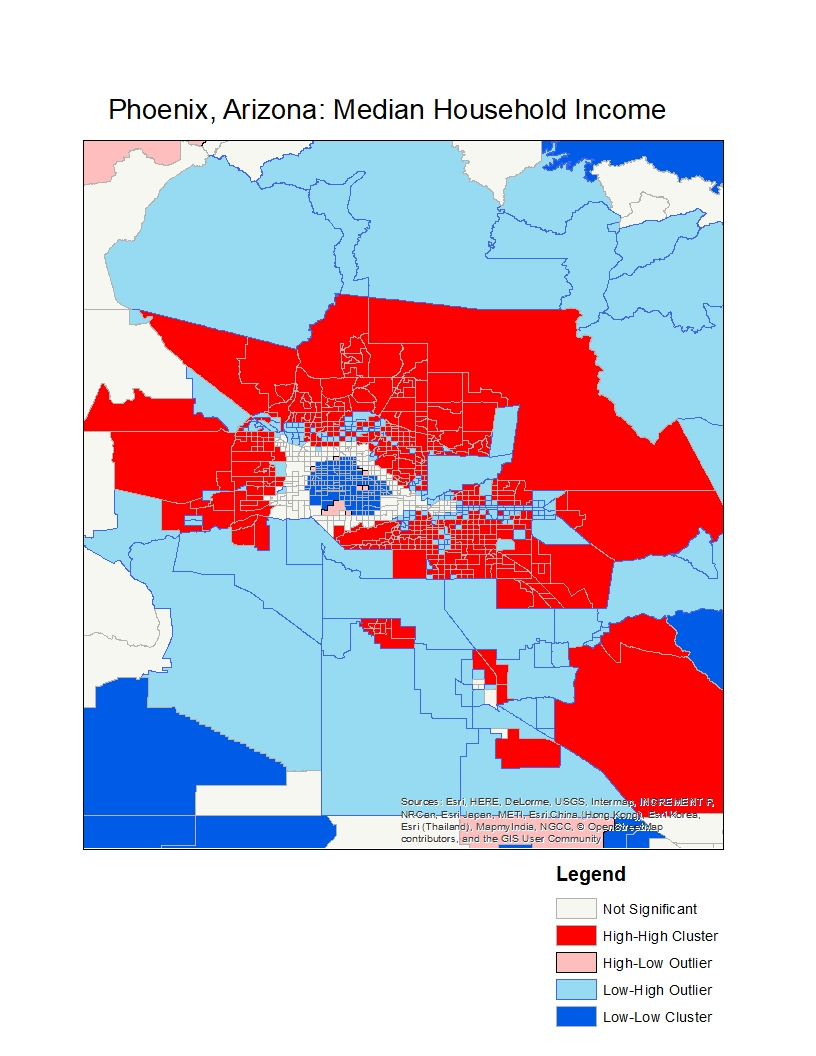 Phoenix, Arizona: Median Household Income
Sources: Esri, HERE, DeLorme, USGS, Intermap, INCREMENT P,
NRCan, Esri Japan, METI, Esri China (Hong Kong), Esri Korea,
Esri (Thailand), MapmyIndia, NGCC, © OpenStreetMap
contributors, and the GIS User Community
Legend
Not Significant
High-High Cluster
High-Low Outlier
Low-High Outlier
Low-Low Cluster